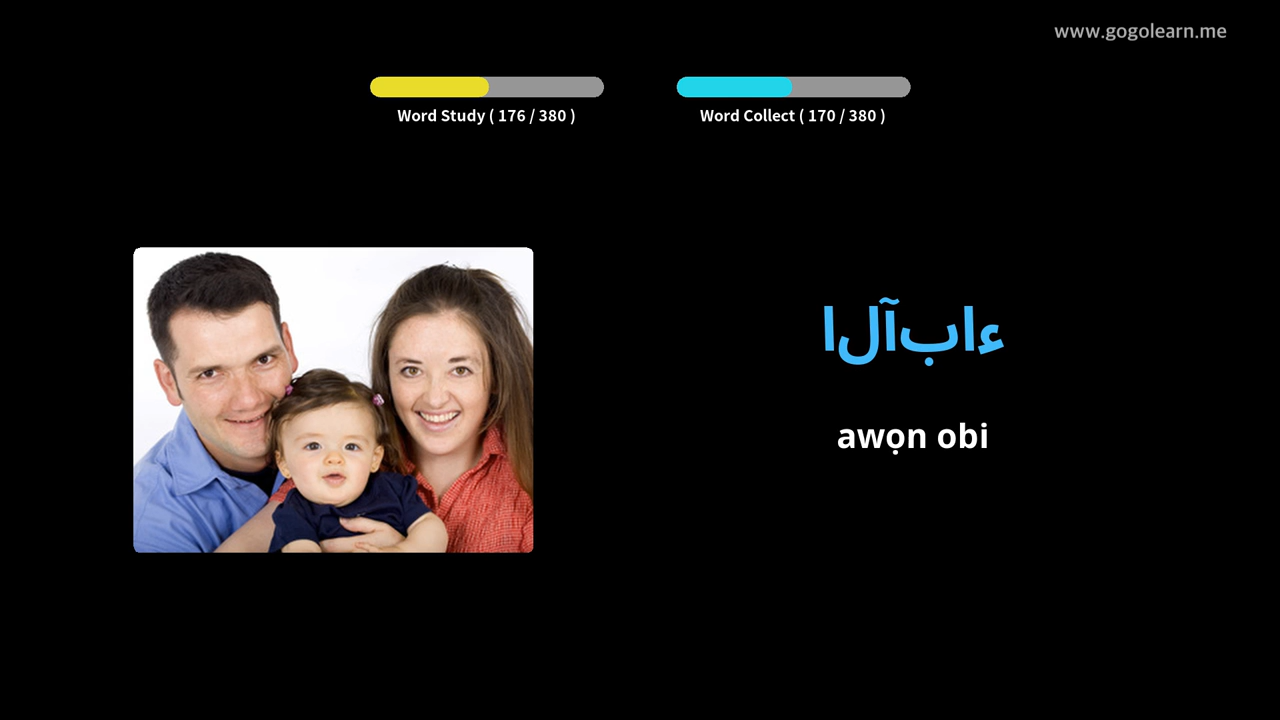 www.gogolearn.me
Word Study ( 176 / 380 )
Word Collect ( 170 / 380 )
الآباء
awọn obi